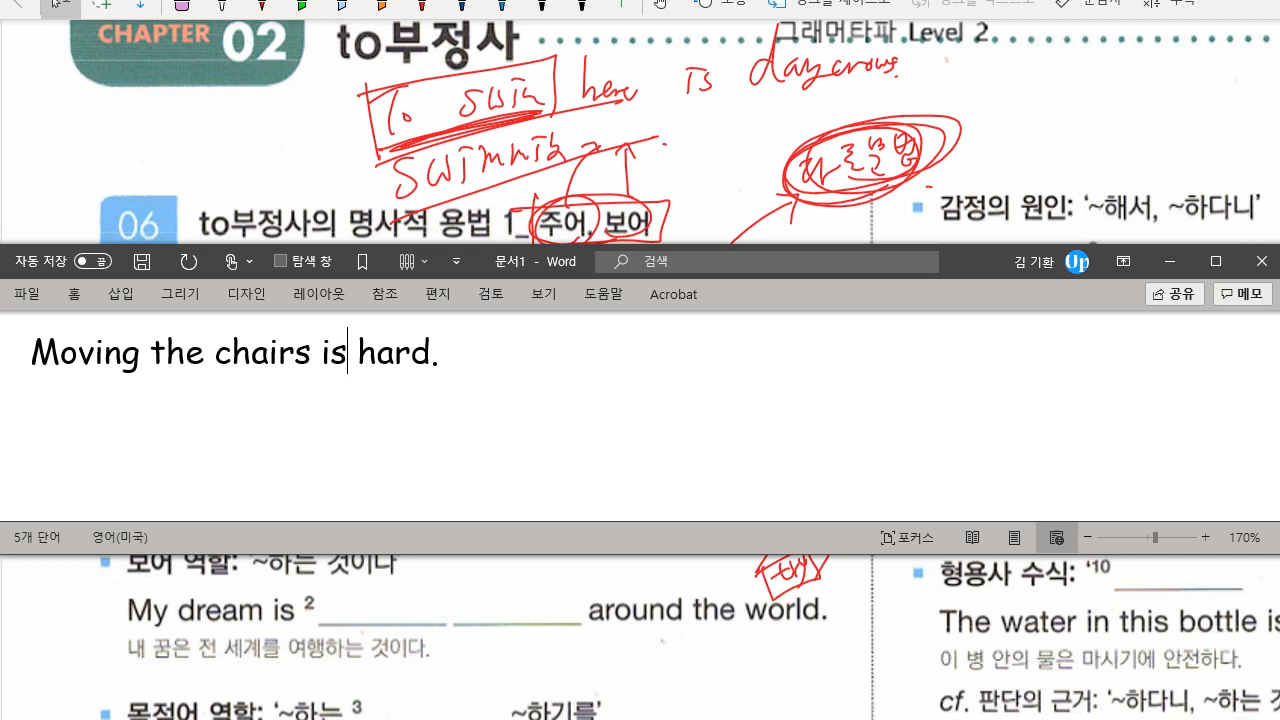 CHAPTER 02 to부정사
그래머타파 Level 2
To swim here is dangerous.
06 to부정사의 명사적 용법 1_ 주어, 보어
감정의 원인: ‘~해서, ~하다니’
자동 저장 탐색 창 문서1 - Word 검색 김 기환 Up
파일 홈 삽입 그리기 디자인 레이아웃 참조 편지 검토 보기 도움말 Acrobat 공유 메모
Moving the chairs is hard.
5개 단어 영어(미국) 포커스 170%
보어 역할: ‘~하는 것이다’
try
My dream is 2 ____ ____ around the world.
내 꿈은 전 세계를 여행하는 것이다.
목적어 역할: ‘~하는 3 ~하기를’
형용사 수식: ‘10 ____
The water in this bottle is
이 병 안의 물은 마시기에 안전하다.
cf. 판단의 근거: ‘~하다니, ~하는